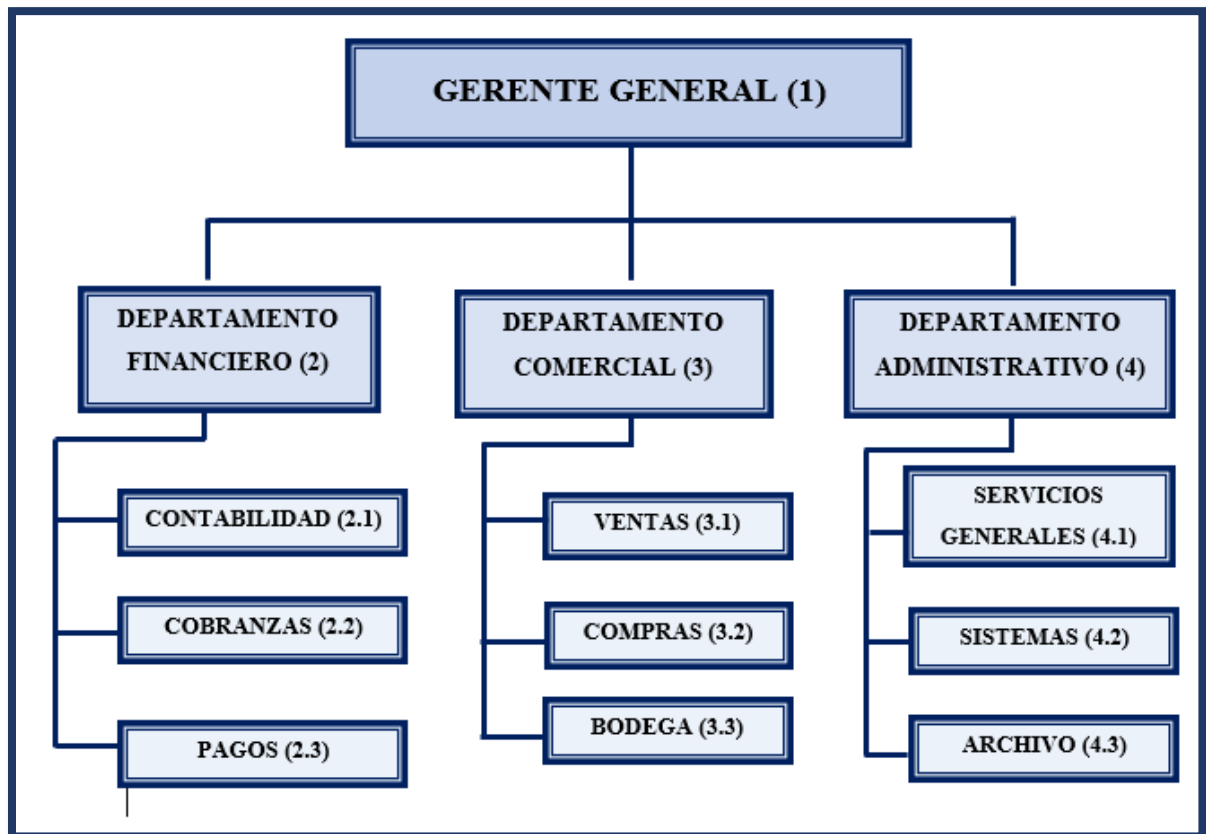 GERENTE GENERAL (1)
DEPARTAMENTO
FINANCIERO (2)
DEPARTAMENTO
COMERCIAL (3)
DEPARTAMENTO
ADMINISTRATIVO (4)
CONTABILIDAD (2.1)
COBRANZAS (2.2)
PAGOS (2.3)
VENTAS (3.1)
COMPRAS (3.2)
BODEGA (3.3)
SERVICIOS
GENERALES (4.1)
SISTEMAS (4.2)
ARCHIVO (4.3)